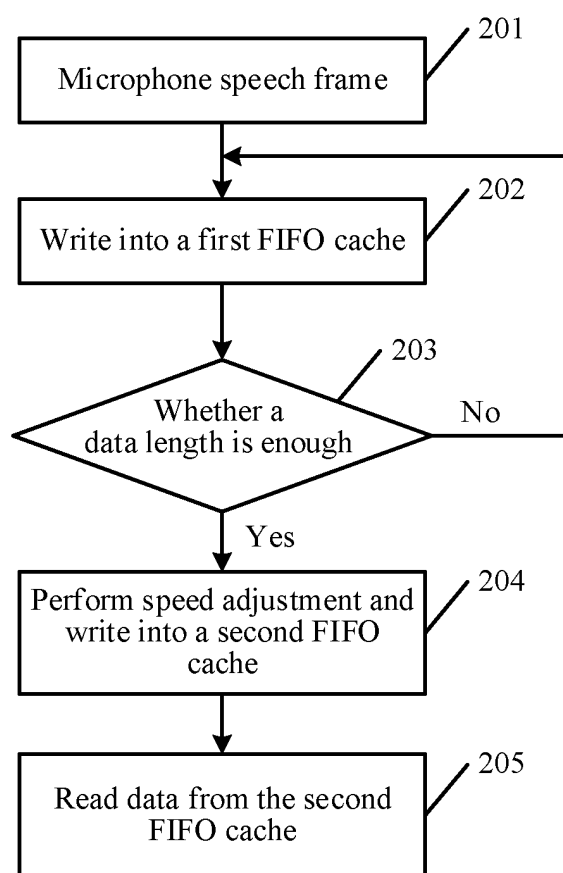 201
Microphone speech frame
202
Write into a first FIFO cache
203
Whether a
data length is enough
No
Yes
204
Perform speed adjustment and
write into a second FIFO
cache
205
Read data from the second
FIFO cache